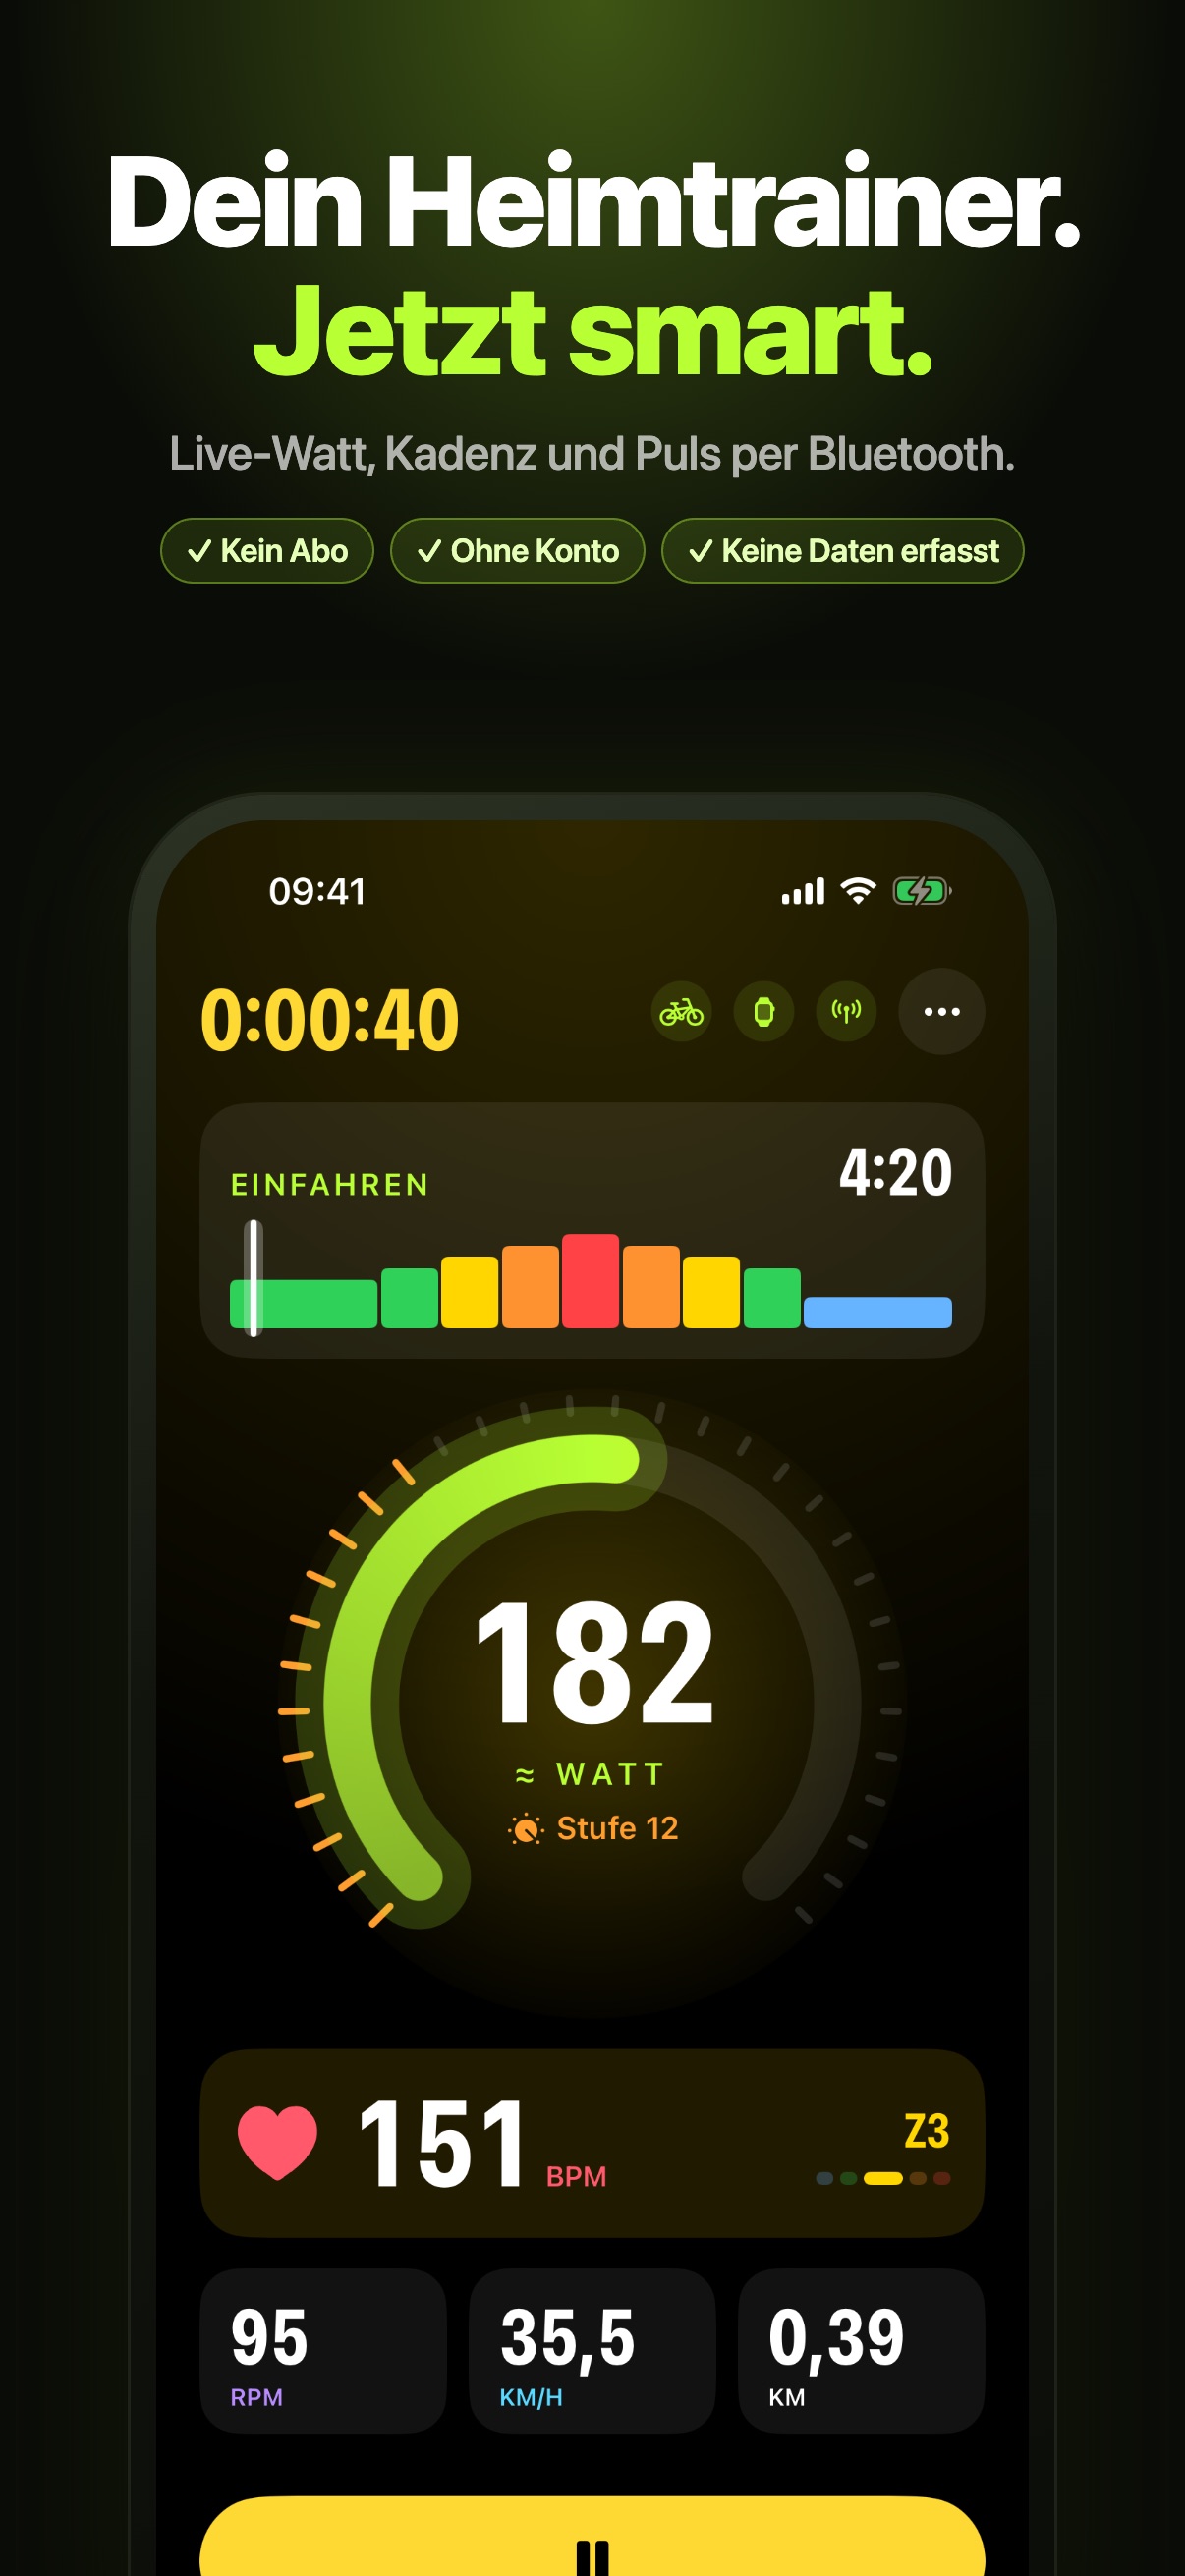 Dein Heimtrainer.
Jetzt smart.
Live-Watt, Kadenz und Puls per Bluetooth.
✓ Kein Abo ✓ Ohne Konto ✓ Keine Daten erfasst
09:41
0:00:40
EINFAHREN 4:20
182
≈ WATT
Stufe 12
151 BPM Z3
95 35,5 0,39
RPM KM/H KM